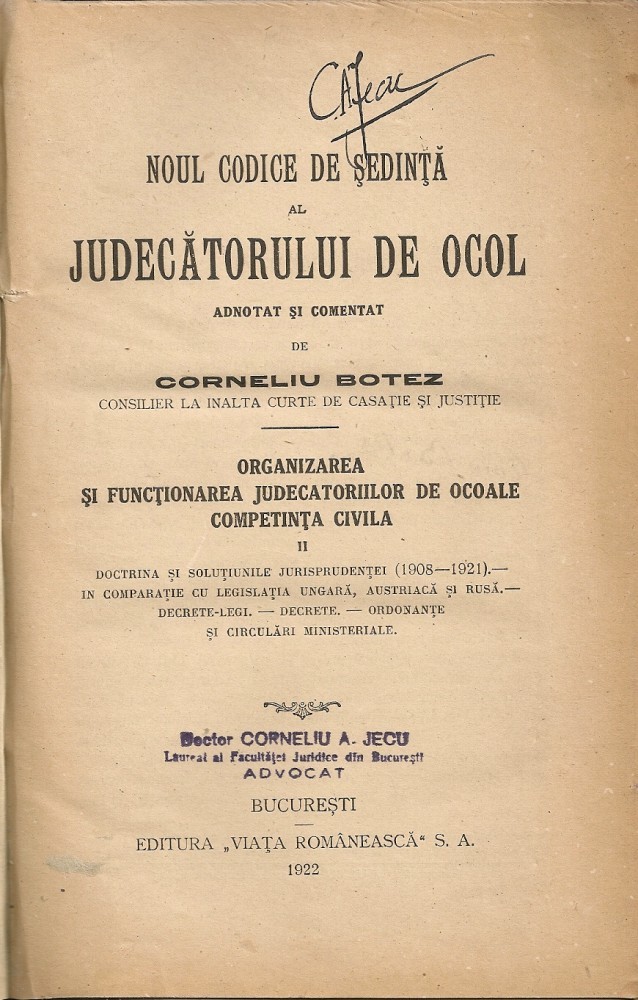 C.A. Jecu
NOUL CODICE DE ŞEDINŢĂ
AL
JUDECĂTORULUI DE OCOL
ADNOTAT ŞI COMENTAT
DE
CORNELIU BOTEZ
CONSILIER LA INALTA CURTE DE CASAŢIE ŞI JUSTIŢIE
ORGANIZAREA
ŞI FUNCŢIONAREA JUDECATORIILOR DE OCOALE
COMPETINŢA CIVILA
II
DOCTRINA ŞI SOLUŢIUNILE JURISPRUDENŢEI (1908—1921).—
IN COMPARAŢIE CU LEGISLAŢIA UNGARĂ, AUSTRIACĂ ŞI RUSĂ.—
DECRETE-LEGI. — DECRETE. — ORDONANŢE
ŞI CIRCULĂRI MINISTERIALE.
Doctor CORNELIU A. JECU
Laureat al Facultăţei Juridice din Bucureşti
ADVOCAT
BUCUREŞTI
EDITURA „VIAŢA ROMÂNEASCĂ“ S. A.
1922